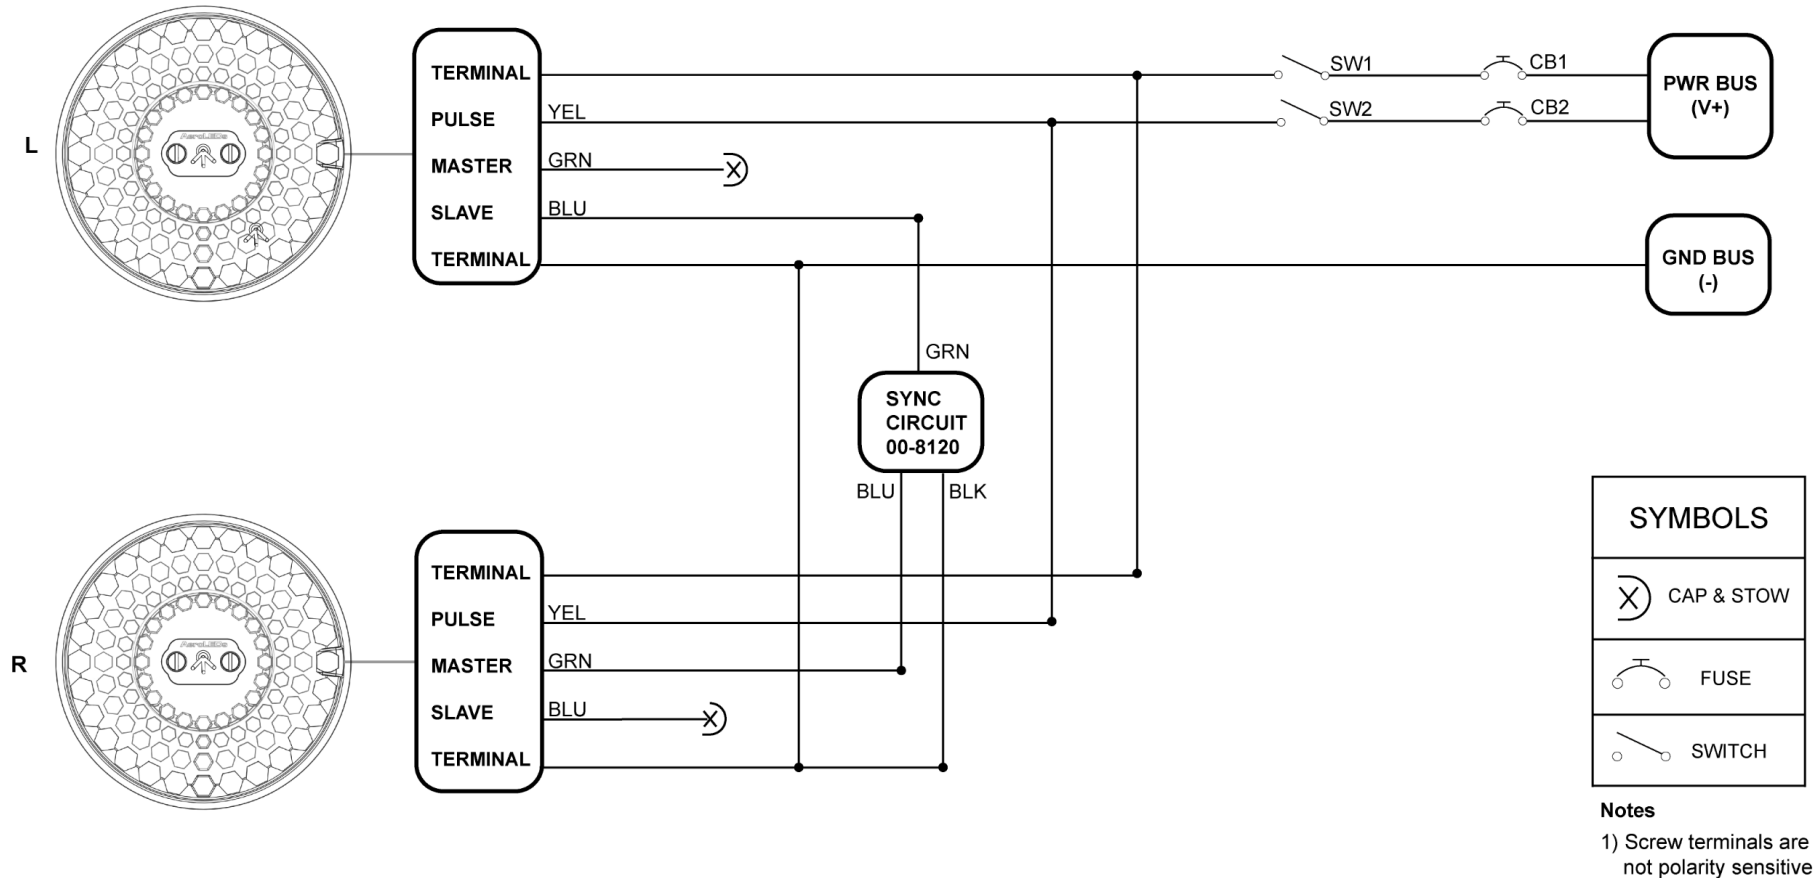 L
AeroLEDs
TERMINAL
PULSE YEL
MASTER GRN
SLAVE BLU
TERMINAL
SW1 CB1
SW2 CB2
PWR BUS
(V+)
GND BUS
(-)
GRN
SYNC
CIRCUIT
00-8120
BLU BLK
R
AeroLEDs
TERMINAL
PULSE YEL
MASTER GRN
SLAVE BLU
TERMINAL
SYMBOLS
X CAP & STOW
FUSE
SWITCH
Notes
1) Screw terminals are
not polarity sensitive